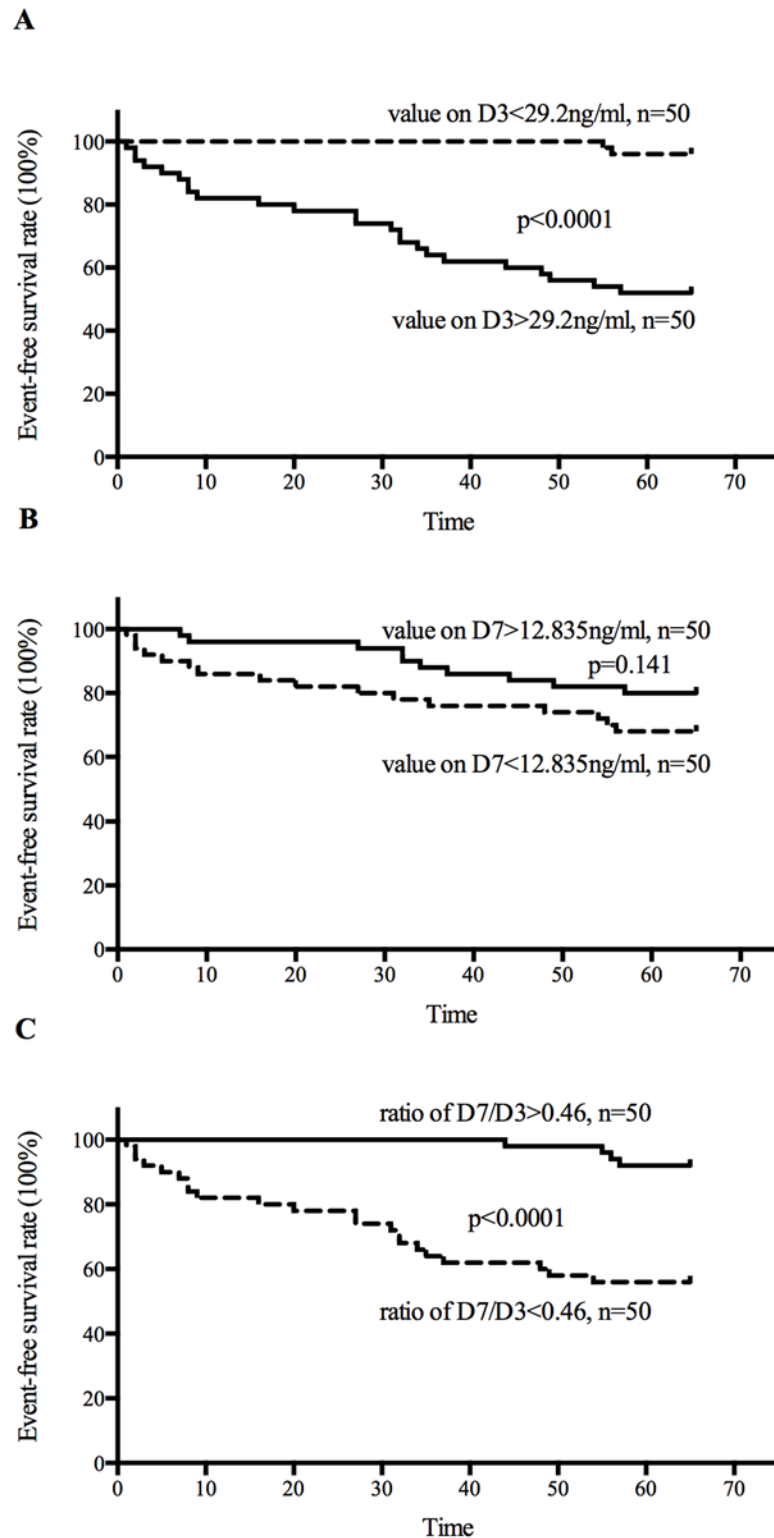 A
value on D3<29.2ng/ml, n=50
100
80
60
40
20
0
p<0.0001
value on D3>29.2ng/ml, n=50
Event-free survival rate (100%)
0 10 20 30 40 50 60 70
Time
B
value on D7>12.835ng/ml, n=50
p=0.141
100
80
60
40
20
0
value on D7<12.835ng/ml, n=50
Event-free survival rate (100%)
0 10 20 30 40 50 60 70
Time
C
ratio of D7/D3>0.46, n=50
100
80
60
40
20
0
p<0.0001
ratio of D7/D3<0.46, n=50
Event-free survival rate (100%)
0 10 20 30 40 50 60 70
Time